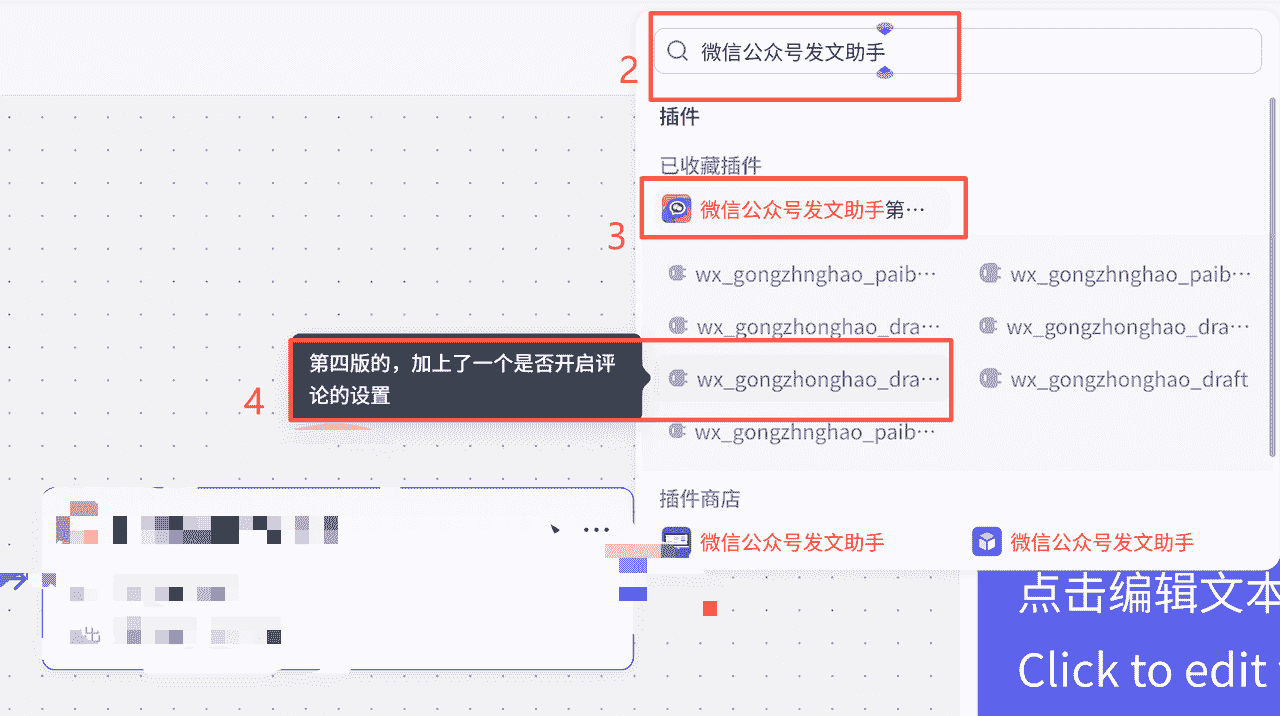 2
微信公众号发文助手
插件
已收藏插件
3
微信公众号发文助手第…
wx_gongzhnghao_paib…
wx_gongzhnghao_paib…
wx_gongzhonghao_dra…
wx_gongzhonghao_dra…
4
第四版的，加上了一个是否开启评
论的设置
wx_gongzhonghao_dra…
wx_gongzhonghao_draft
wx_gongzhnghao_paib…
插件商店
微信公众号发文助手
微信公众号发文助手
出
点击编辑文本
Click to edit